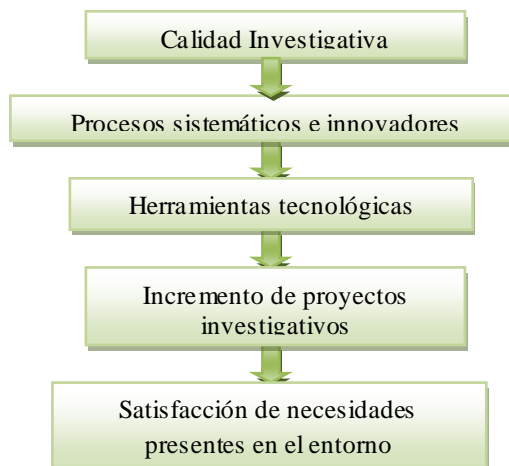 Calidad Investigativa
Procesos sistemáticos e innovadores
Herramientas tecnológicas
Incremento de proyectos
investigativos
Satisfacción de necesidades
presentes en el entorno